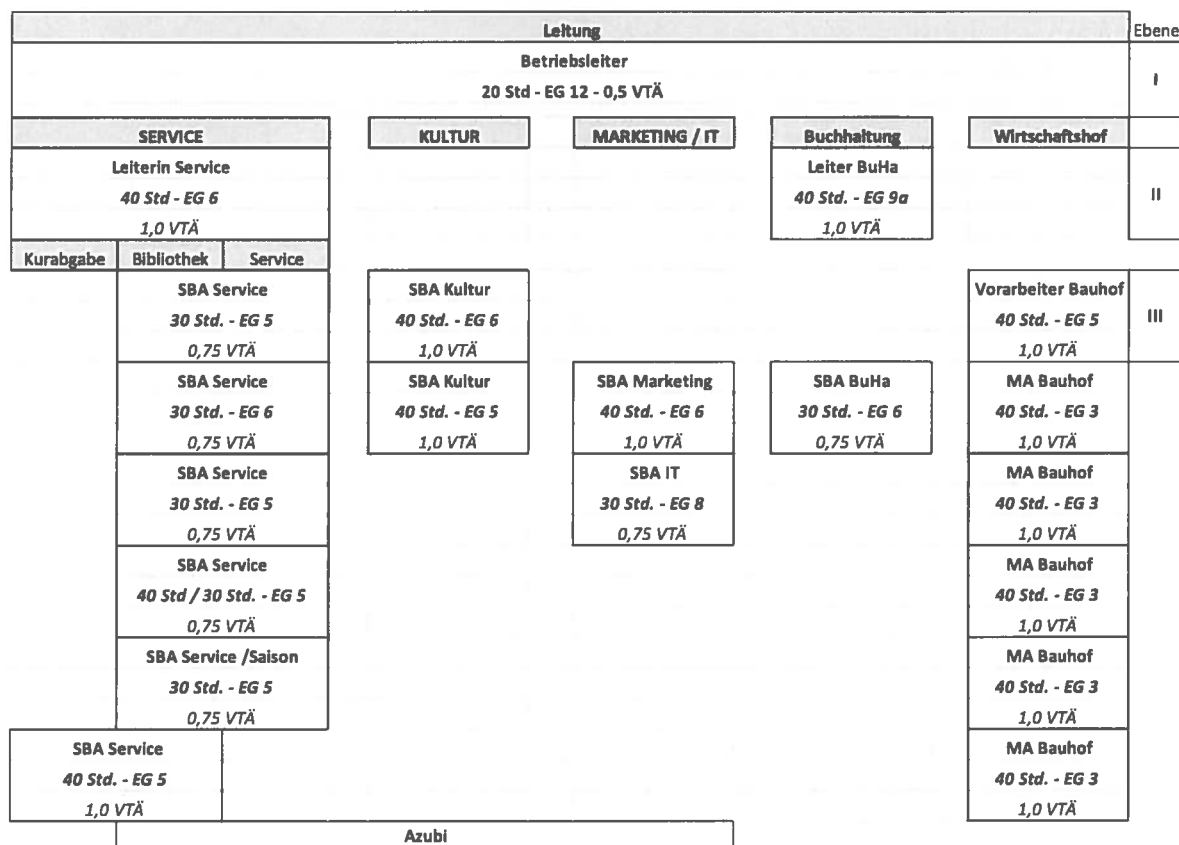 Leitung Ebene
Betriebsleiter
20 Std - EG 12 - 0,5 VTÄ
I
SERVICE KULTUR MARKETING / IT Buchhaltung Wirtschaftshof
Leiterin Service Leiter BuHa
40 Std - EG 6 40 Std. - EG 9a II
1,0 VTÄ 1,0 VTÄ
Kurabgabe Bibliothek Service
SBA Service SBA Kultur Vorarbeiter Bauhof
30 Std. - EG 5 40 Std. - EG 6 40 Std. - EG 5 III
0,75 VTÄ 1,0 VTÄ 1,0 VTÄ
SBA Service SBA Kultur SBA Marketing SBA BuHa MA Bauhof
30 Std. - EG 6 40 Std. - EG 5 40 Std. - EG 6 30 Std. - EG 6 40 Std. - EG 3
0,75 VTÄ 1,0 VTÄ 1,0 VTÄ 0,75 VTÄ 1,0 VTÄ
SBA Service SBA IT MA Bauhof
30 Std. - EG 5 30 Std. - EG 8 40 Std. - EG 3
0,75 VTÄ 0,75 VTÄ 1,0 VTÄ
SBA Service MA Bauhof
40 Std / 30 Std. - EG 5 40 Std. - EG 3
0,75 VTÄ 1,0 VTÄ
SBA Service /Saison MA Bauhof
30 Std. - EG 5 40 Std. - EG 3
0,75 VTÄ 1,0 VTÄ
SBA Service MA Bauhof
40 Std. - EG 5 40 Std. - EG 3
1,0 VTÄ 1,0 VTÄ
Azubi